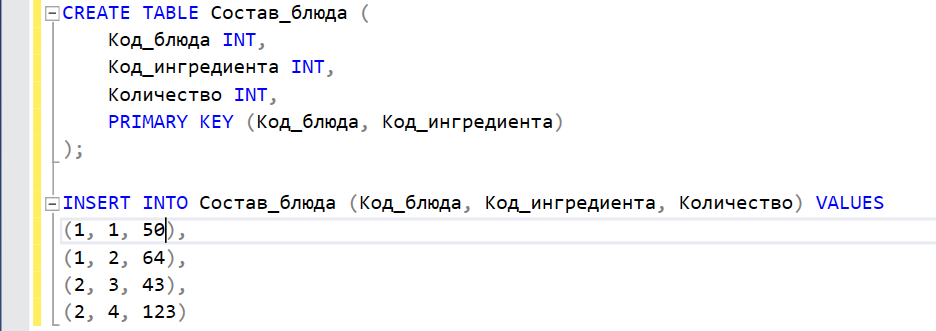 CREATE TABLE Состав_блюда (
Код_блюда INT,
Код_ингредиента INT,
Количество INT,
PRIMARY KEY (Код_блюда, Код_ингредиента)
);
INSERT INTO Состав_блюда (Код_блюда, Код_ингредиента, Количество) VALUES
(1, 1, 50),
(1, 2, 64),
(2, 3, 43),
(2, 4, 123)